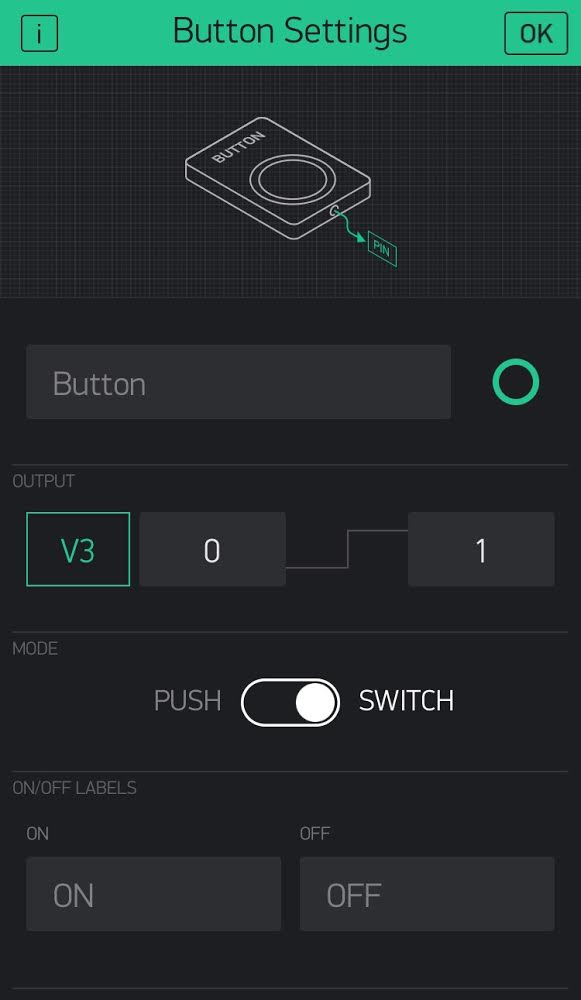 i Button Settings OK
BUTTON
PIN
Button
OUTPUT
V3 0 1
MODE
PUSH SWITCH
ON/OFF LABELS
ON OFF
ON OFF